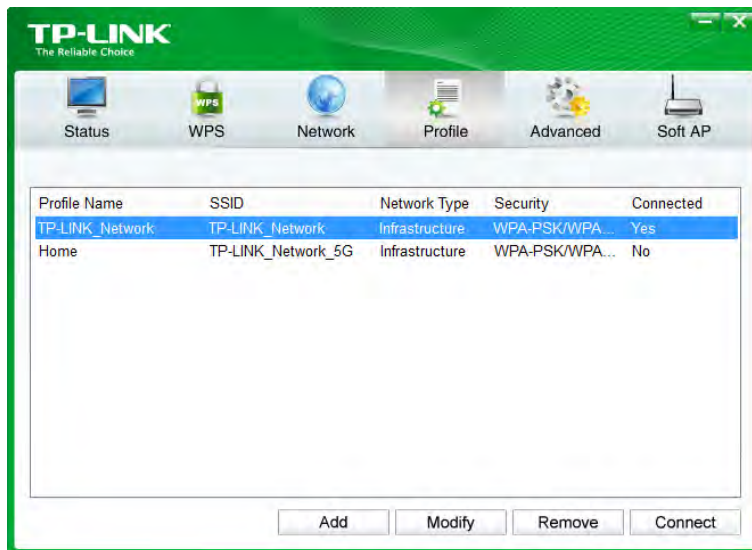 TP-LINK
The Reliable Choice
WPS
Status WPS Network Profile Advanced Soft AP
Profile Name SSID Network Type Security Connected
TP-LINK_Network TP-LINK_Network Infrastructure WPA-PSK/WPA... Yes
Home TP-LINK_Network_5G Infrastructure WPA-PSK/WPA... No
Add Modify Remove Connect